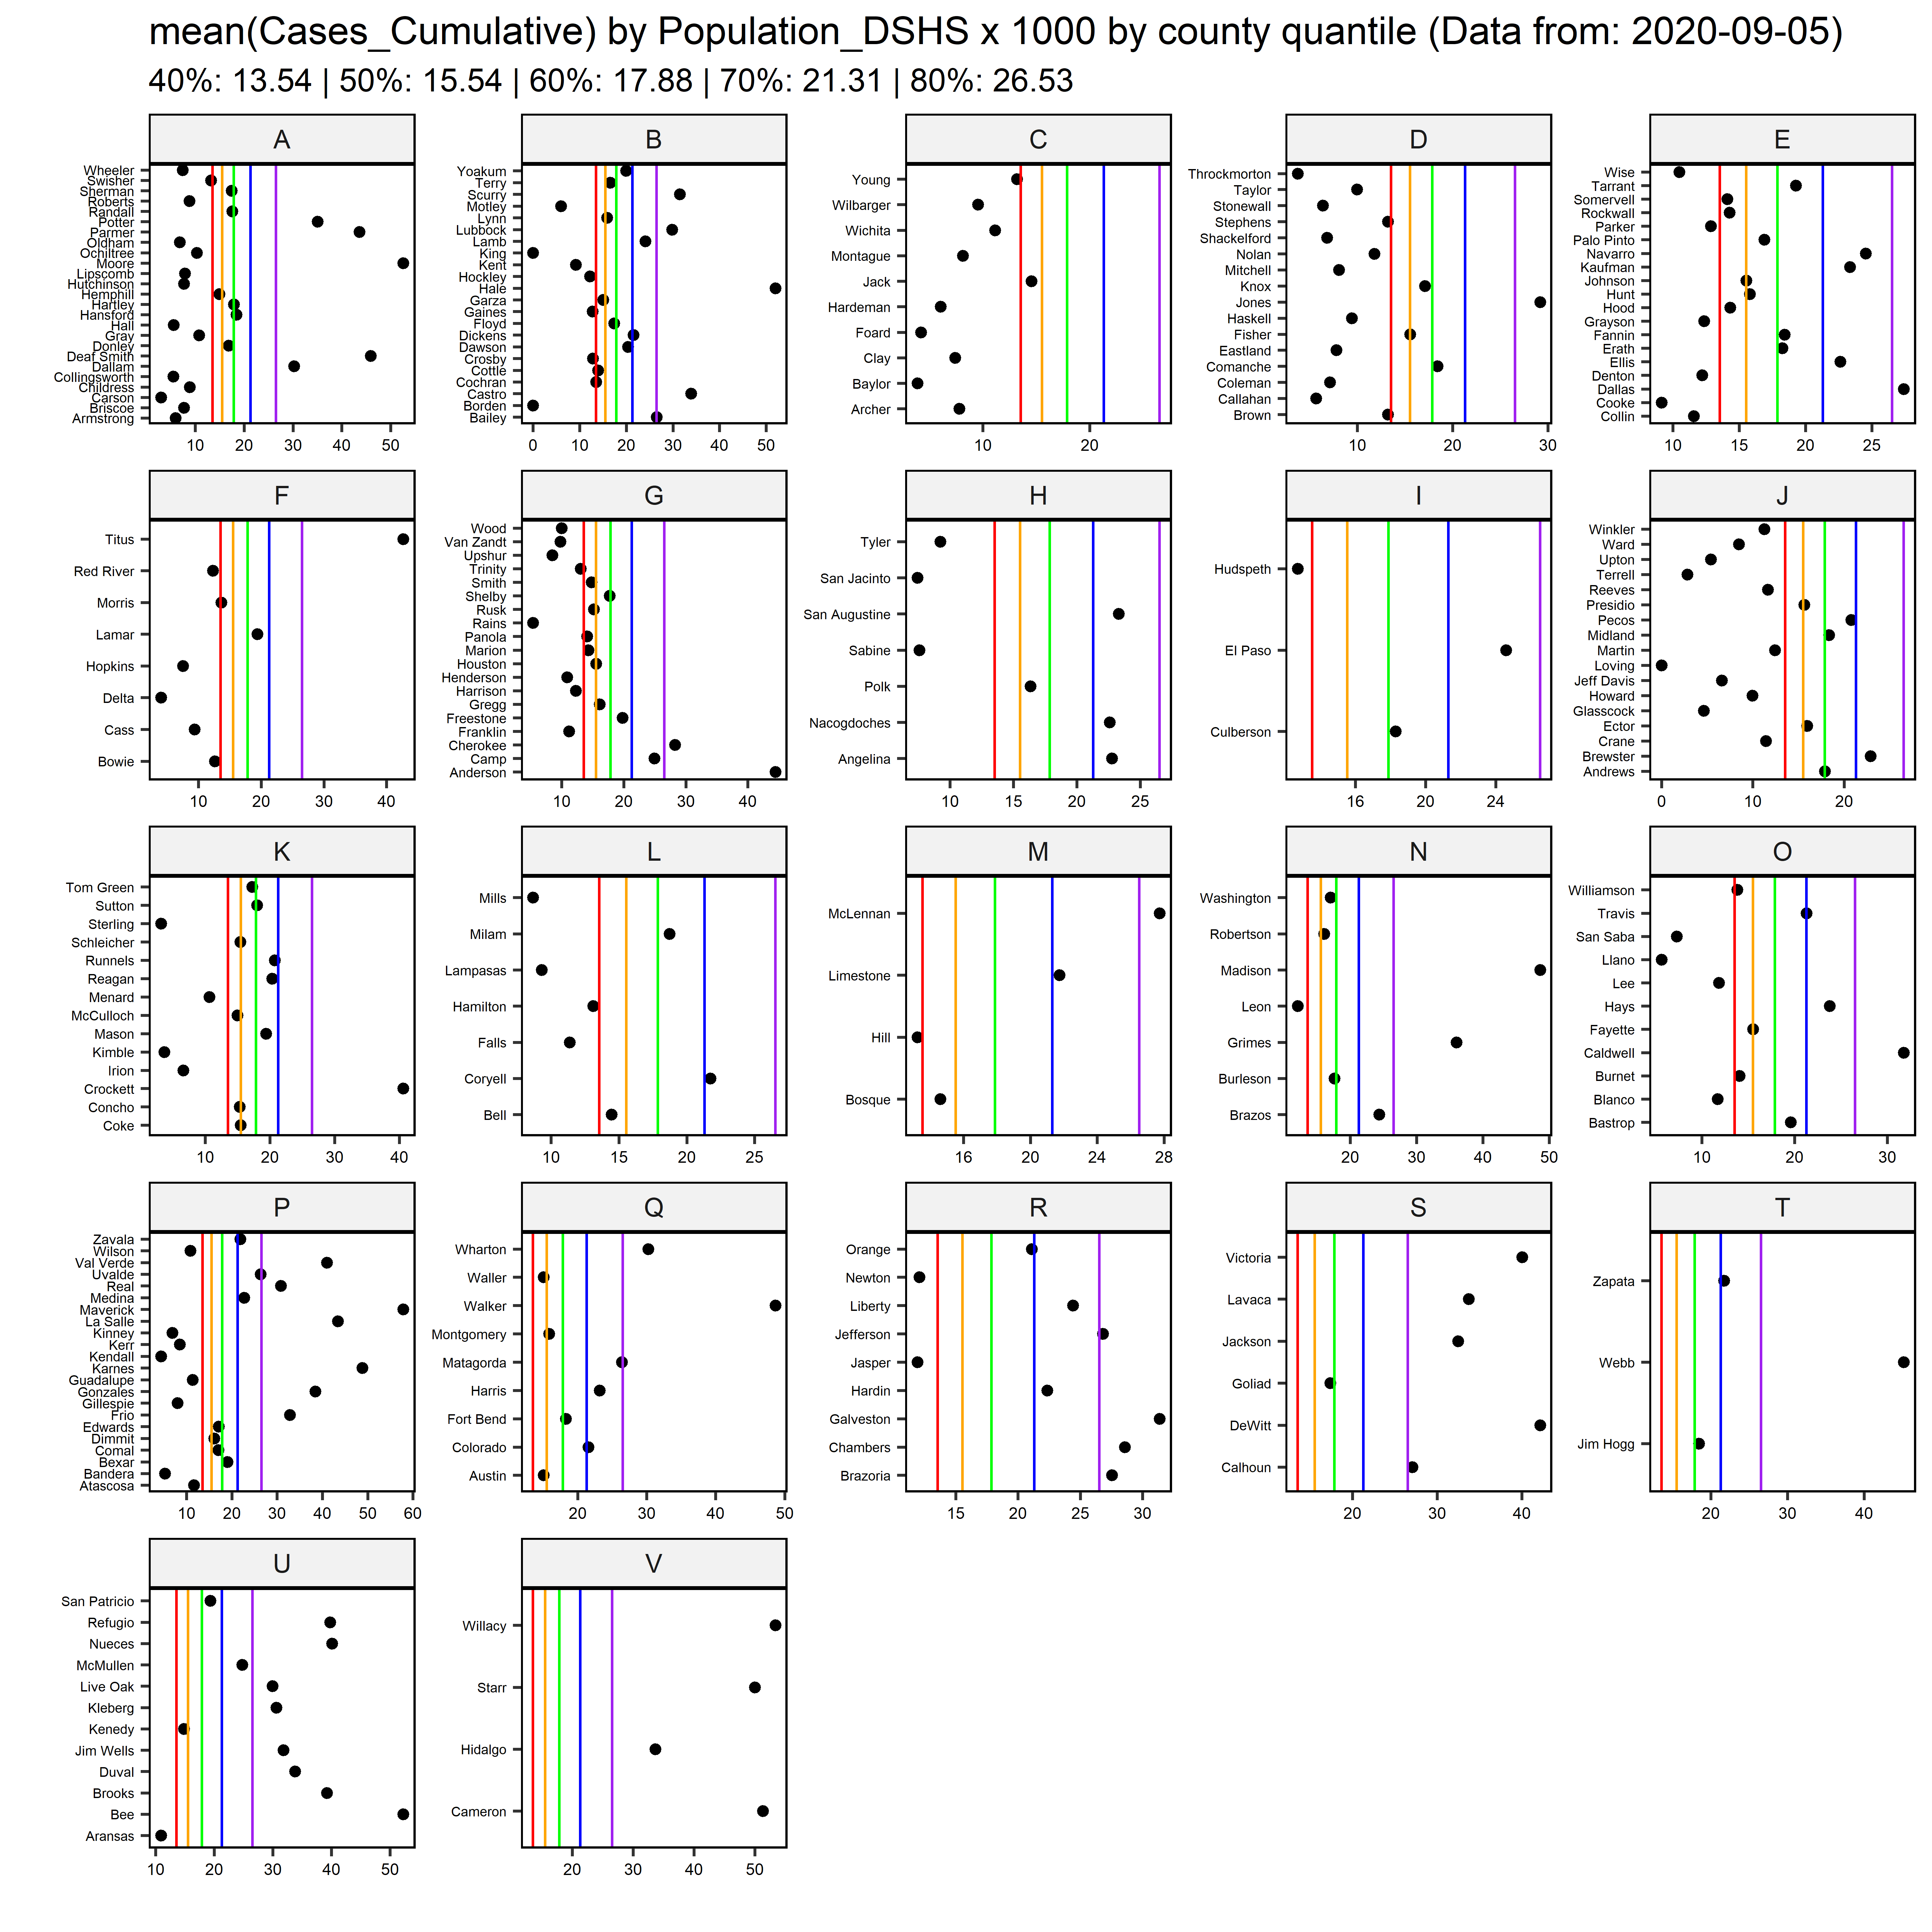 mean(Cases_Cumulative) by Population_DSHS x 1000 by county quantile (Data from: 2020-09-05)
40%: 13.54 | 50%: 15.54 | 60%: 17.88 | 70%: 21.31 | 80%: 26.53
A
Wheeler
Swisher
Sherman
Roberts
Randall
Potter
Parmer
Oldham
Ochiltree
Moore
Lipscomb
Hutchinson
Hemphill
Hartley
Hansford
Hall
Gray
Donley
Deaf Smith
Dallam
Collingsworth
Childress
Carson
Briscoe
Armstrong
10 20 30 40 50
B
Yoakum
Terry
Scurry
Motley
Lynn
Lubbock
Lamb
King
Kent
Hockley
Hale
Garza
Gaines
Floyd
Dickens
Dawson
Crosby
Cottle
Cochran
Castro
Borden
Bailey
0 10 20 30 40 50
C
Young
Wilbarger
Wichita
Montague
Jack
Hardeman
Foard
Clay
Baylor
Archer
10 20
D
Throckmorton
Taylor
Stonewall
Stephens
Shackelford
Nolan
Mitchell
Knox
Jones
Haskell
Fisher
Eastland
Comanche
Coleman
Callahan
Brown
10 20 30
E
Wise
Tarrant
Somervell
Rockwall
Parker
Palo Pinto
Navarro
Kaufman
Johnson
Hunt
Hood
Grayson
Fannin
Erath
Ellis
Denton
Dallas
Cooke
Collin
10 15 20 25
F
Titus
Red River
Morris
Lamar
Hopkins
Delta
Cass
Bowie
10 20 30 40
G
Wood
Van Zandt
Upshur
Trinity
Smith
Shelby
Rusk
Rains
Panola
Marion
Houston
Henderson
Harrison
Gregg
Freestone
Franklin
Cherokee
Camp
Anderson
10 20 30 40
H
Tyler
San Jacinto
San Augustine
Sabine
Polk
Nacogdoches
Angelina
10 15 20 25
I
Hudspeth
El Paso
Culberson
16 20 24
J
Winkler
Ward
Upton
Terrell
Reeves
Presidio
Pecos
Midland
Martin
Loving
Jeff Davis
Howard
Glasscock
Ector
Crane
Brewster
Andrews
0 10 20
K
Tom Green
Sutton
Sterling
Schleicher
Runnels
Reagan
Menard
McCulloch
Mason
Kimble
Irion
Crockett
Concho
Coke
10 20 30 40
L
Mills
Milam
Lampasas
Hamilton
Falls
Coryell
Bell
10 15 20 25
M
McLennan
Limestone
Hill
Bosque
16 20 24 28
N
Washington
Robertson
Madison
Leon
Grimes
Burleson
Brazos
20 30 40 50
O
Williamson
Travis
San Saba
Llano
Lee
Hays
Fayette
Caldwell
Burnet
Blanco
Bastrop
10 20 30
P
Zavala
Wilson
Val Verde
Uvalde
Real
Medina
Maverick
La Salle
Kinney
Kerr
Kendall
Karnes
Guadalupe
Gonzales
Gillespie
Frio
Edwards
Dimmit
Comal
Bexar
Bandera
Atascosa
10 20 30 40 50 60
Q
Wharton
Waller
Walker
Montgomery
Matagorda
Harris
Fort Bend
Colorado
Austin
20 30 40 50
R
Orange
Newton
Liberty
Jefferson
Jasper
Hardin
Galveston
Chambers
Brazoria
15 20 25 30
S
Victoria
Lavaca
Jackson
Goliad
DeWitt
Calhoun
20 30 40
T
Zapata
Webb
Jim Hogg
20 30 40
U
San Patricio
Refugio
Nueces
McMullen
Live Oak
Kleberg
Kenedy
Jim Wells
Duval
Brooks
Bee
Aransas
10 20 30 40 50
V
Willacy
Starr
Hidalgo
Cameron
20 30 40 50